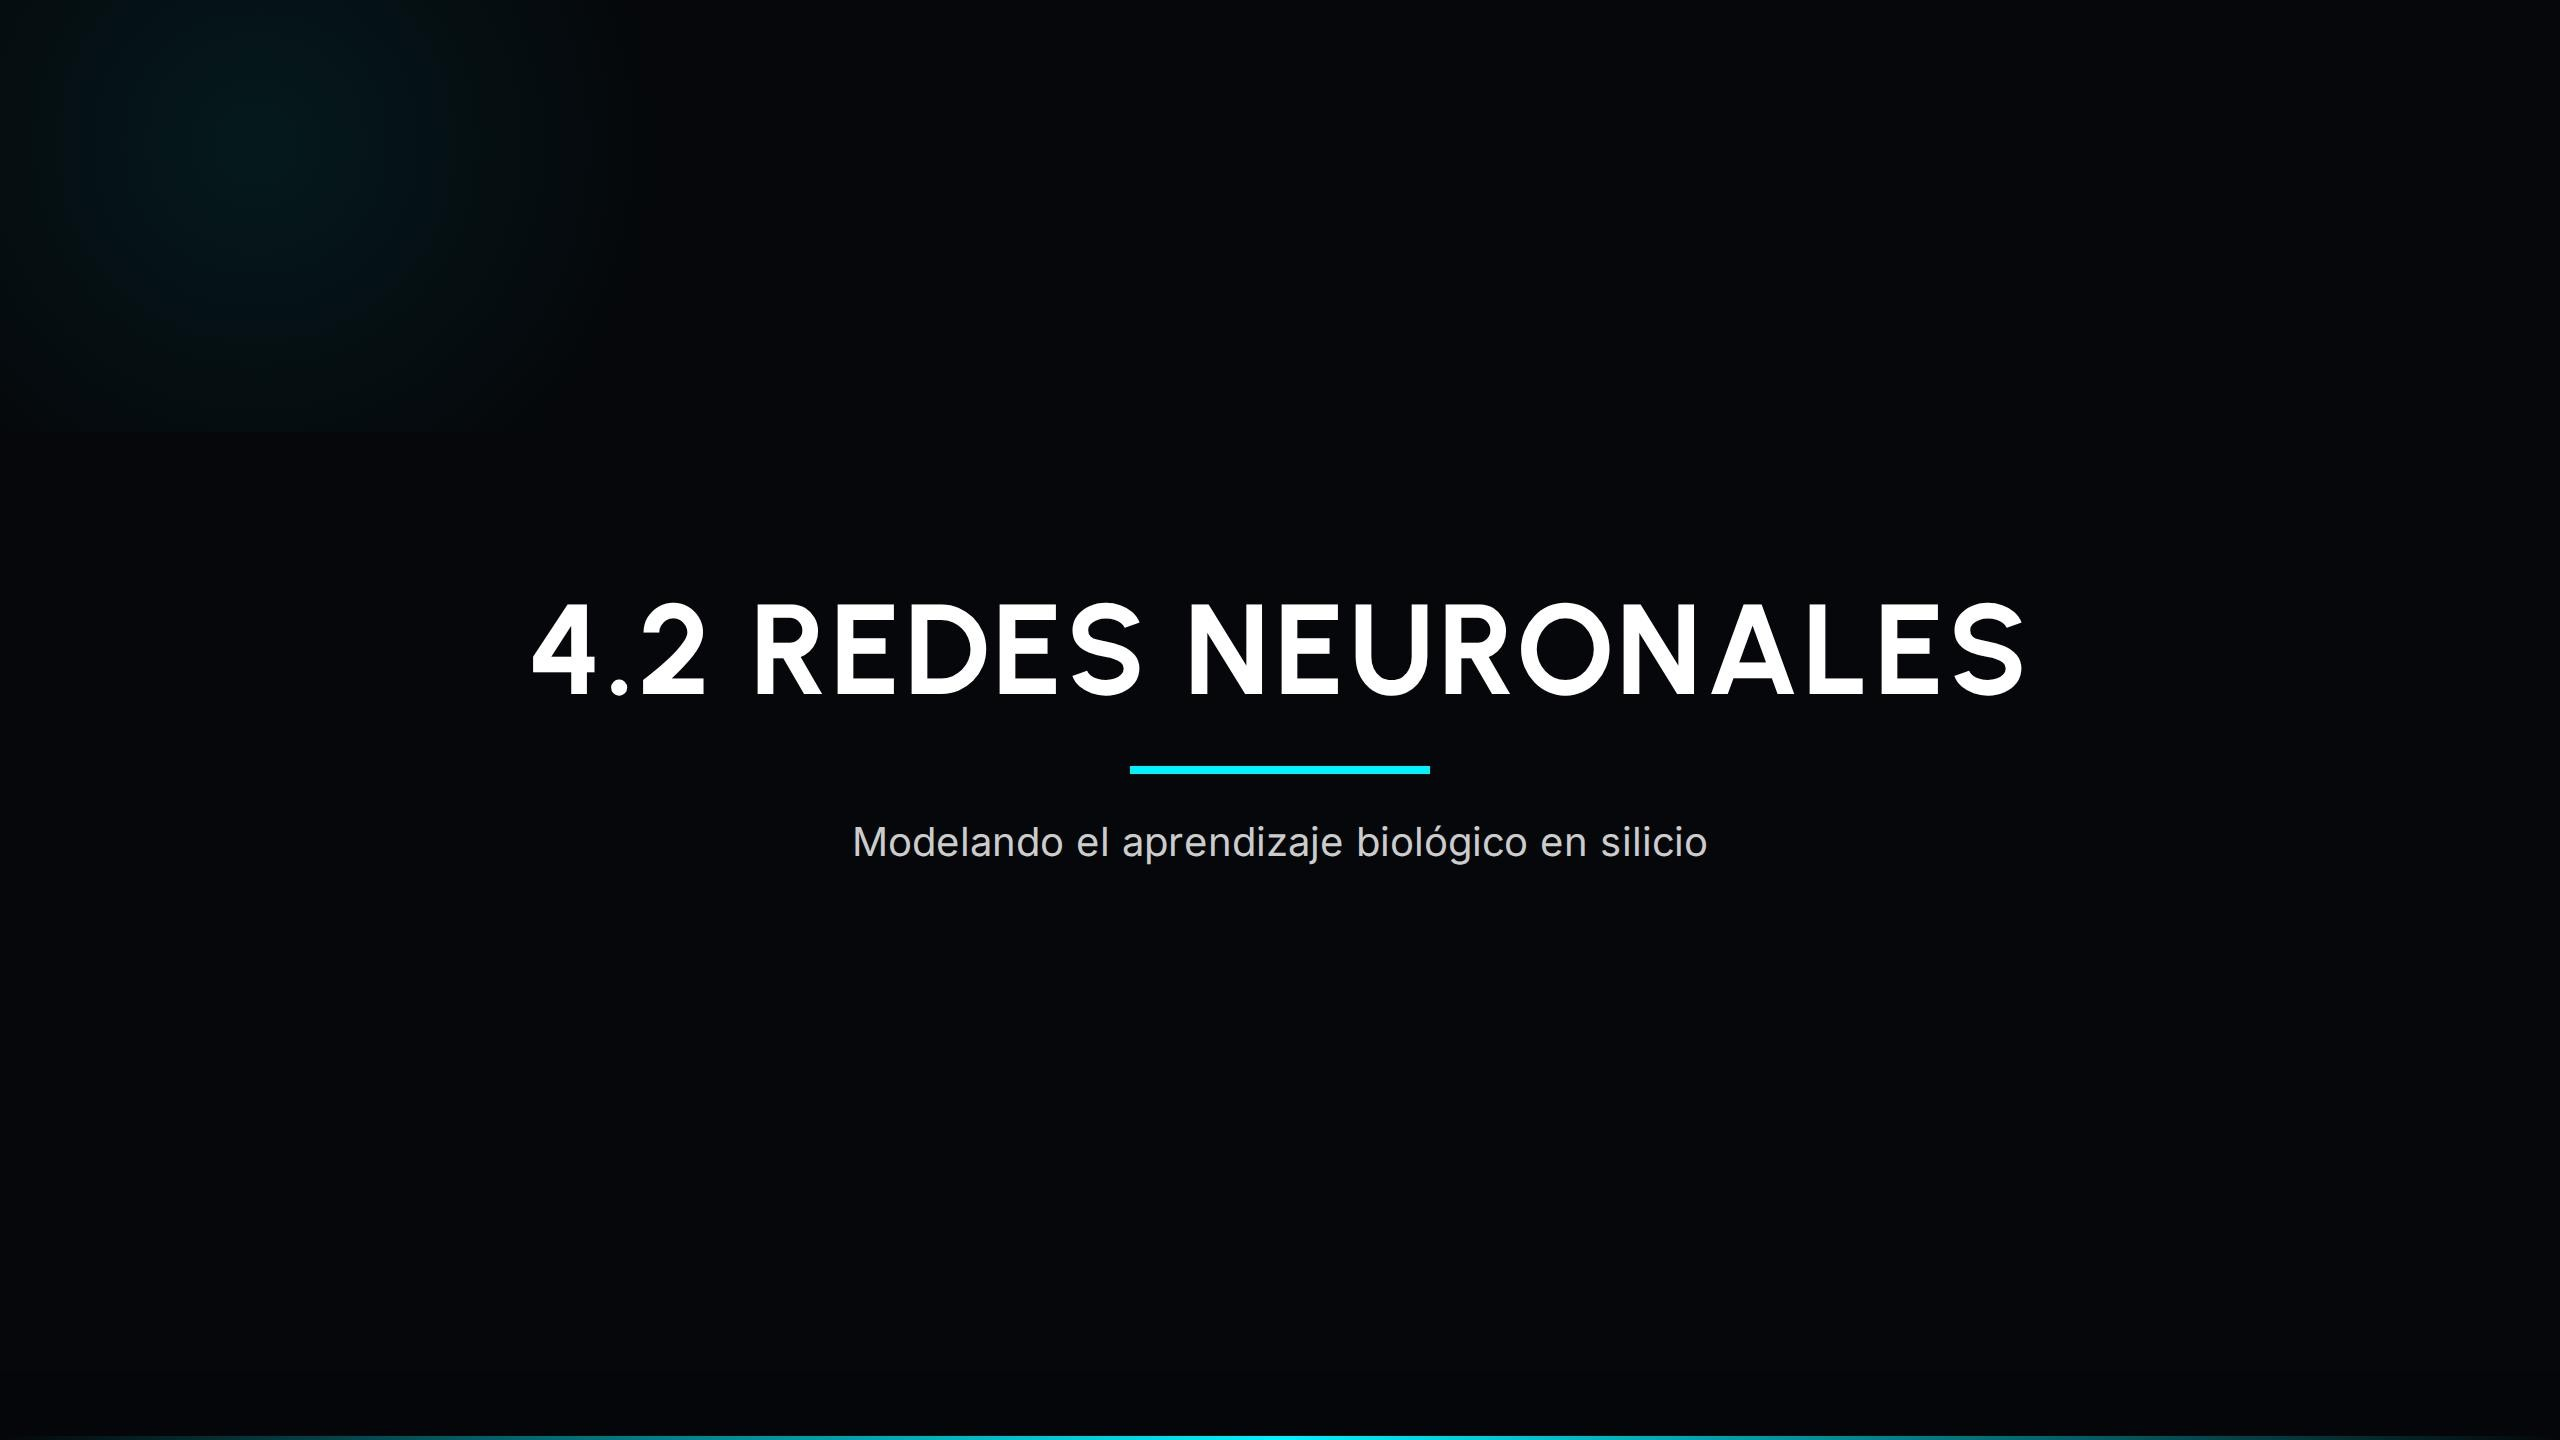 4.2 REDES NEURONALES
Modelando el aprendizaje biológico en silicio